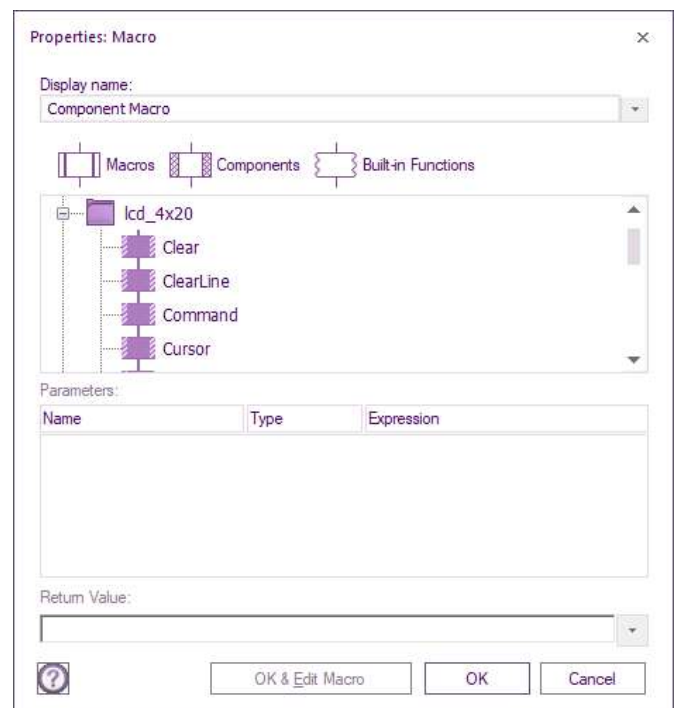 Properties: Macro
Display name:
Component Macro
Macros Components Built-in Functions
lcd_4x20
Clear
ClearLine
Command
Cursor
Parameters:
Name Type Expression
Return Value:
? OK & Edit Macro OK Cancel